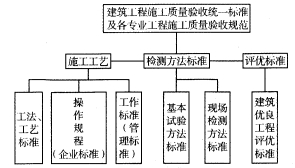 建筑工程施工质量验收统一标准
及各专业工程施工质量验收规范
施工工艺
检测方法标准
评优标准
工法、
工艺标准
操作规程
(企业标准)
工作标准
(管理标准)
基本试验方法标准
现场检测方法标准
建筑优良工程评优标准